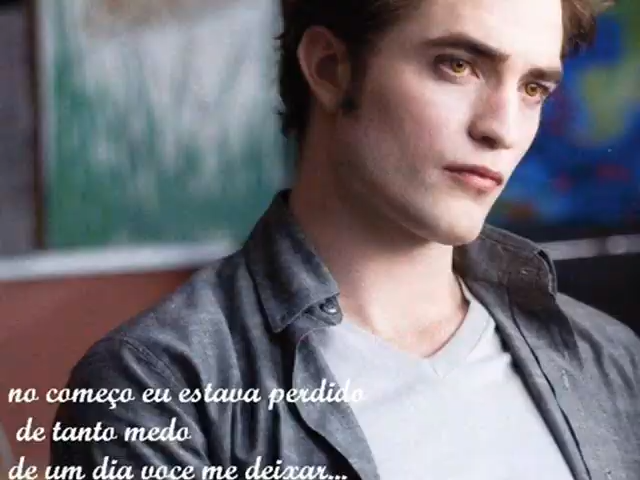 no começo eu estava perdido
de tanto medo
de um dia voce me deixar...